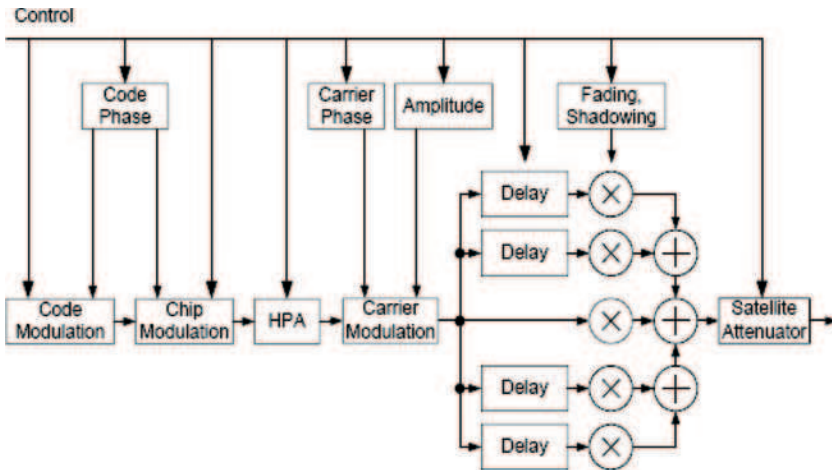 Control
Code
Phase
Carrier
Phase
Amplitude
Fading,
Shadowing
Delay
Delay
Code
Modulation
Chip
Modulation
HPA
Carrier
Modulation
Satellite
Attenuator
Delay
Delay